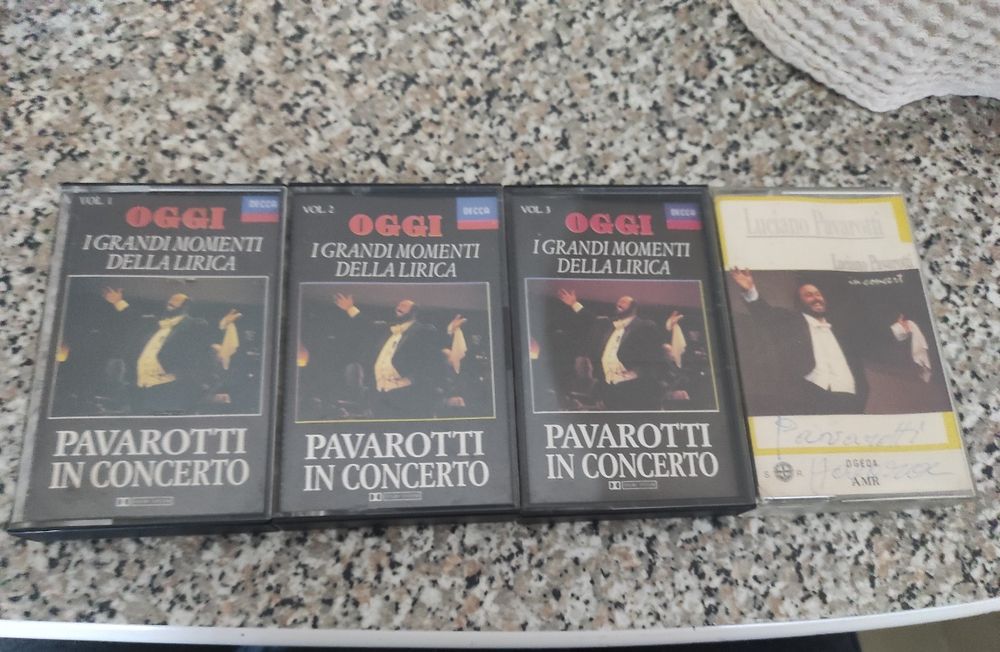 VOL. 1
OGGI
DECCA
I GRANDI MOMENTI
DELLA LIRICA
PAVAROTTI
IN CONCERTO
VOL. 2
OGGI
DECCA
I GRANDI MOMENTI
DELLA LIRICA
PAVAROTTI
IN CONCERTO
VOL. 3
OGGI
DECCA
I GRANDI MOMENTI
DELLA LIRICA
PAVAROTTI
IN CONCERTO
Luciano Pavarotti
Luciano Pavarotti
in concert
Pavarotti
S R
DGEDA
AMR